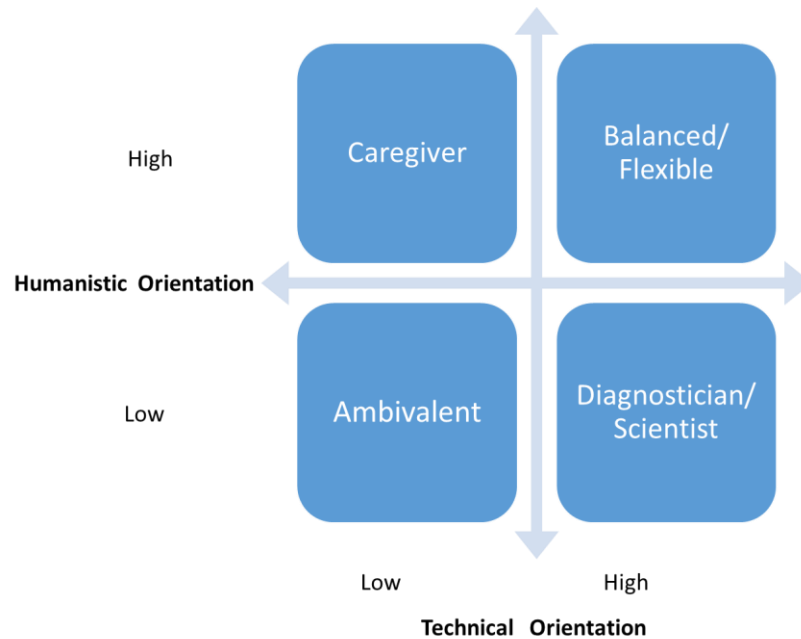 High
Caregiver
Balanced/
Flexible
Humanistic Orientation
Low
Ambivalent
Diagnostician/
Scientist
Low
High
Technical Orientation